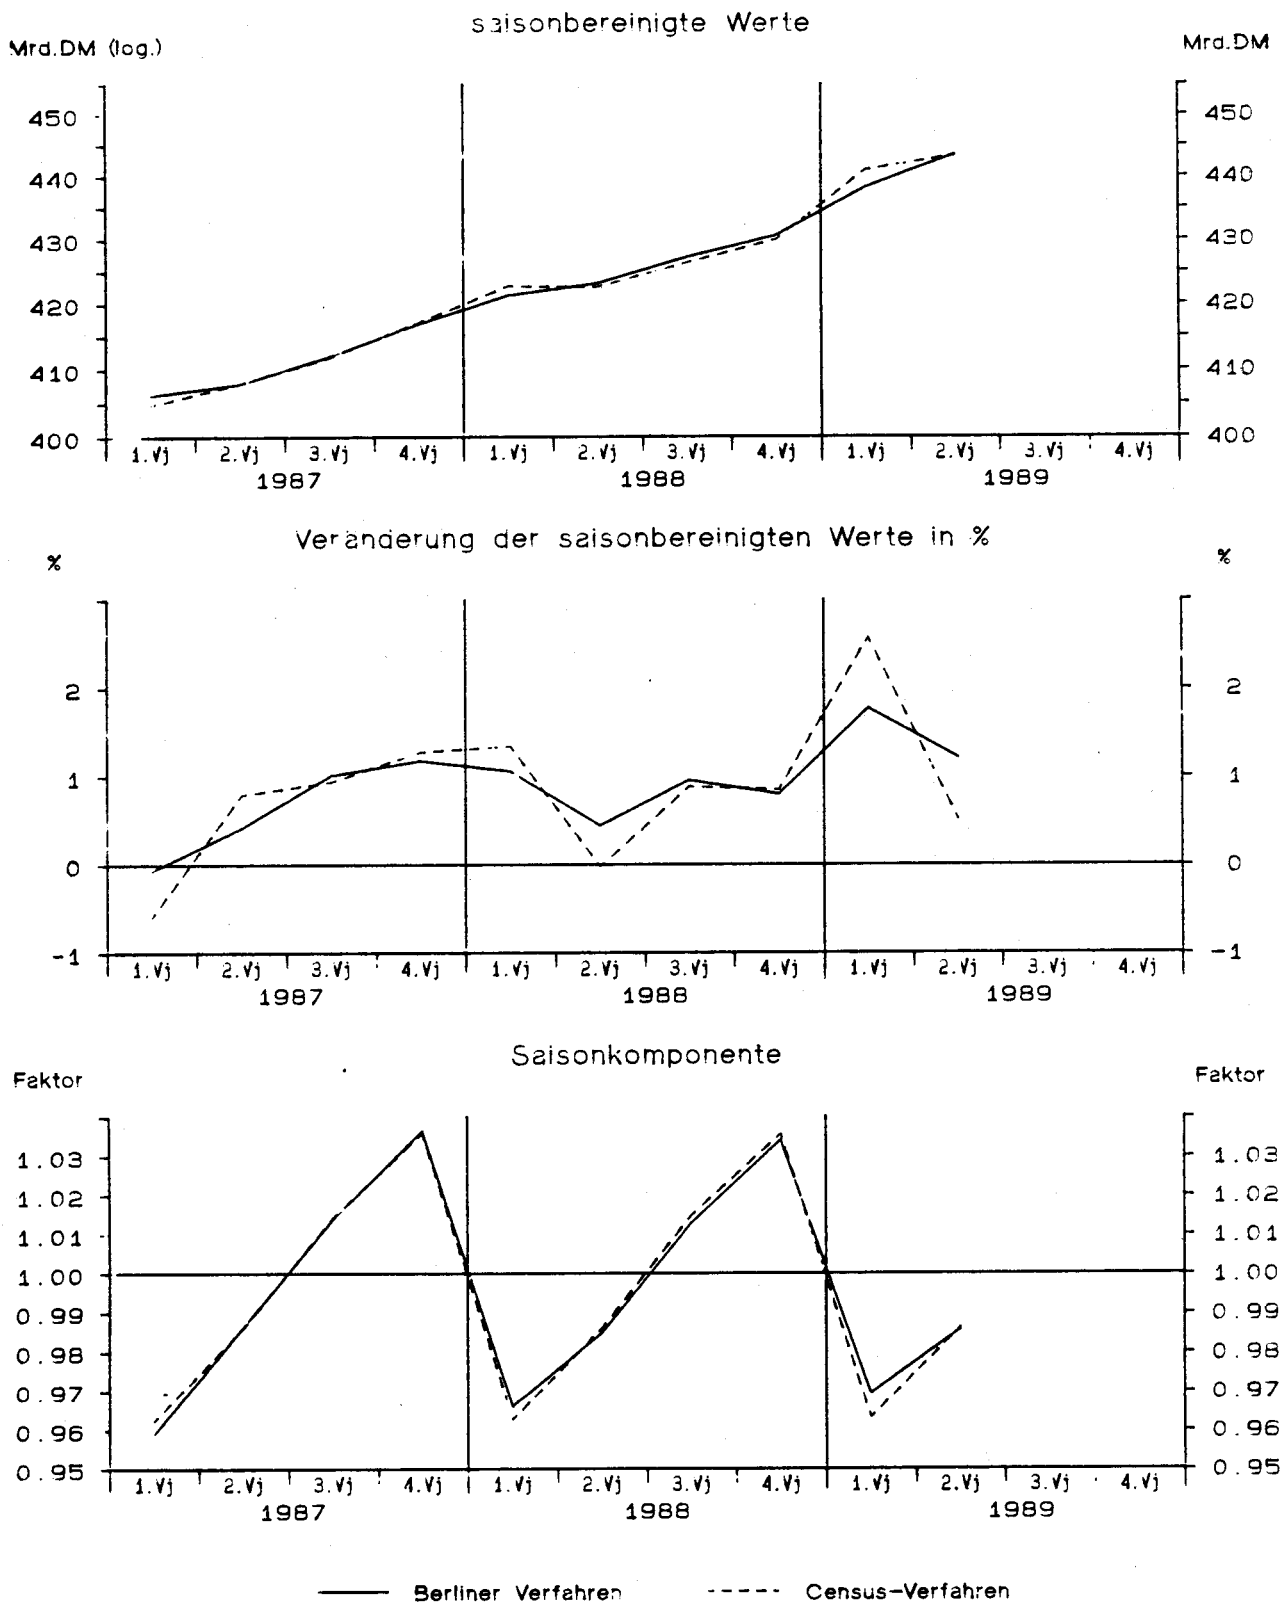 saisonbereinigte Werte
Mrd.DM (log.) Mrd.DM
450 450
440 440
430 430
420 420
410 410
400 400
1.Vj 2.Vj 3.Vj 4.Vj 1.Vj 2.Vj 3.Vj 4.Vj 1.Vj 2.Vj 3.Vj 4.Vj
1987 1988 1989
Veränderung der saisonbereinigten Werte in %
% %
2 2
1 1
0 0
-1 -1
1.Vj 2.Vj 3.Vj 4.Vj 1.Vj 2.Vj 3.Vj 4.Vj 1.Vj 2.Vj 3.Vj 4.Vj
1987 1988 1989
Saisonkomponente
Faktor Faktor
1.03 1.03
1.02 1.02
1.01 1.01
1.00 1.00
0.99 0.99
0.98 0.98
0.97 0.97
0.96 0.96
0.95 0.95
1.Vj 2.Vj 3.Vj 4.Vj 1.Vj 2.Vj 3.Vj 4.Vj 1.Vj 2.Vj 3.Vj 4.Vj
1987 1988 1989
Berliner Verfahren Census-Verfahren